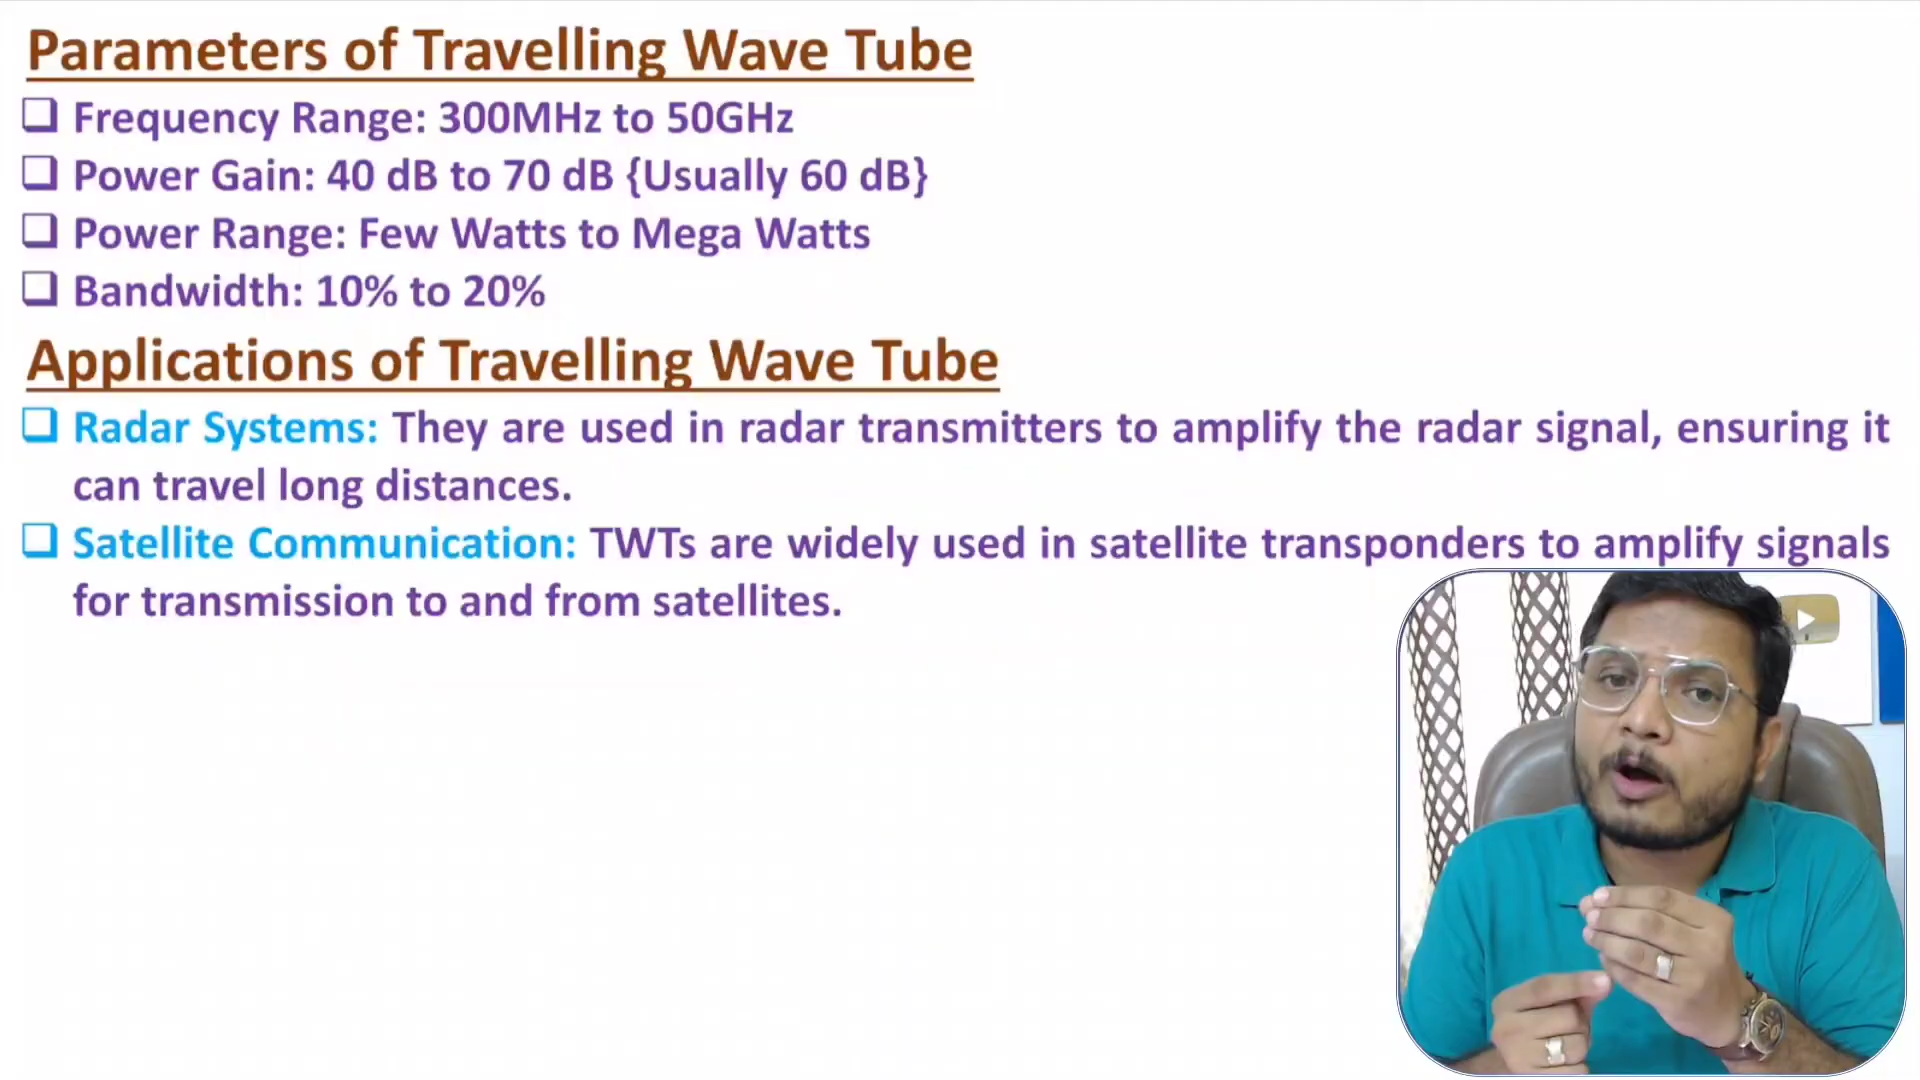 Parameters of Travelling Wave Tube
❑ Frequency Range: 300MHz to 50GHz
❑ Power Gain: 40 dB to 70 dB {Usually 60 dB}
❑ Power Range: Few Watts to Mega Watts
❑ Bandwidth: 10% to 20%
Applications of Travelling Wave Tube
❑ Radar Systems: They are used in radar transmitters to amplify the radar signal, ensuring it
can travel long distances.
❑ Satellite Communication: TWTs are widely used in satellite transponders to amplify signals
for transmission to and from satellites.